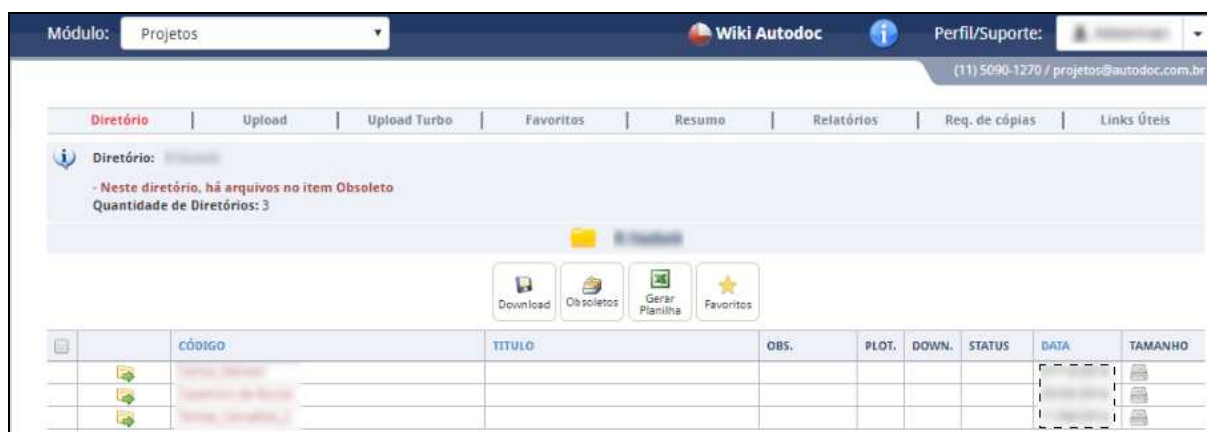 Módulo: Projetos Wiki Autodoc Perfil/Suporte:
(11) 5090-1270 / projetos@autodoc.com.br
Diretório | Upload | Upload Turbo | Favoritos | Resumo | Relatórios | Req. de cópias | Links Úteis
Diretório:
- Neste diretório, há arquivos no item Obsoleto
Quantidade de Diretórios: 3
Download Obsoletos Gerar Planilha Favoritos
CÓDIGO TITULO OBS. PLOT. DOWN. STATUS DATA TAMANHO